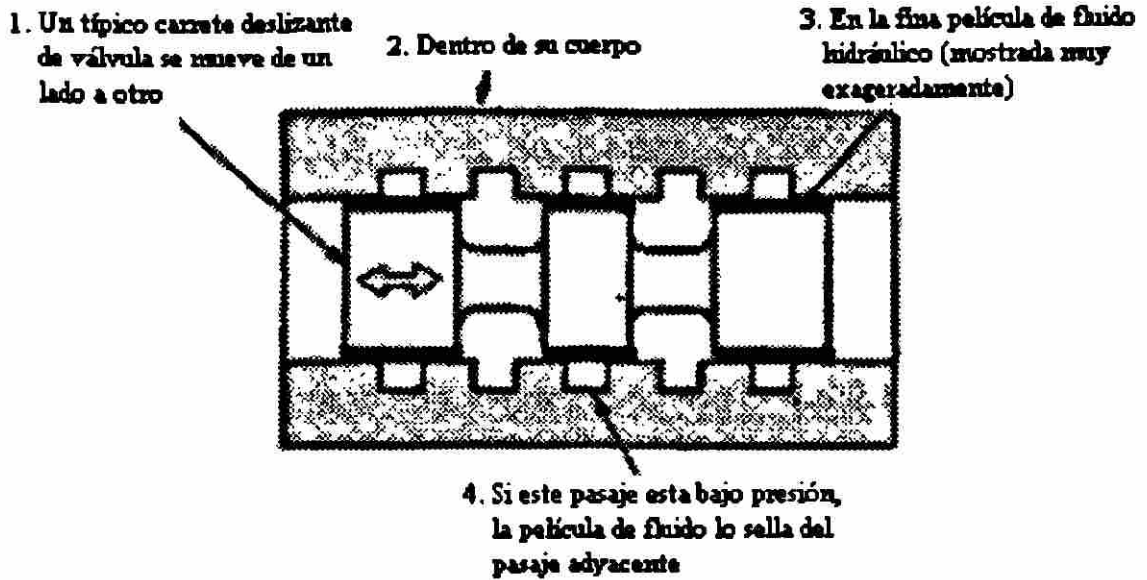 1. Un típico carrete deslizante
de válvula se mueve de un
lado a otro
2. Dentro de su cuerpo
3. En la fina película de fluido
hidráulico (mostrada muy
exageradamente)
4. Si este pasaje esta bajo presión,
la película de fluido lo sella del
pasaje adyacente